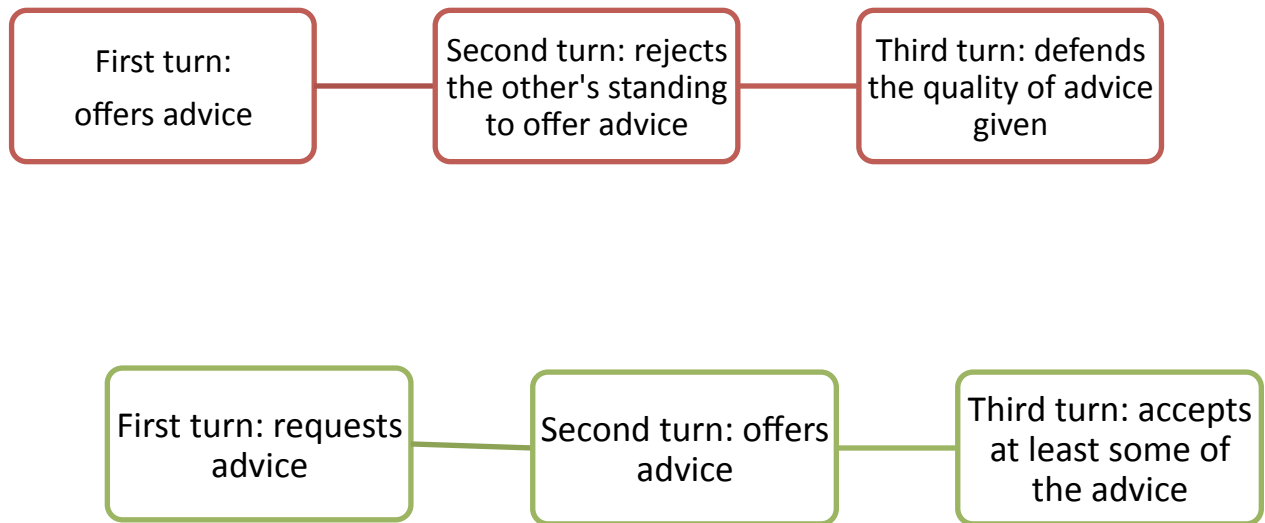 First turn:
offers advice
Second turn: rejects
the other's standing
to offer advice
Third turn: defends
the quality of advice
given
First turn: requests
advice
Second turn: offers
advice
Third turn: accepts
at least some of
the advice